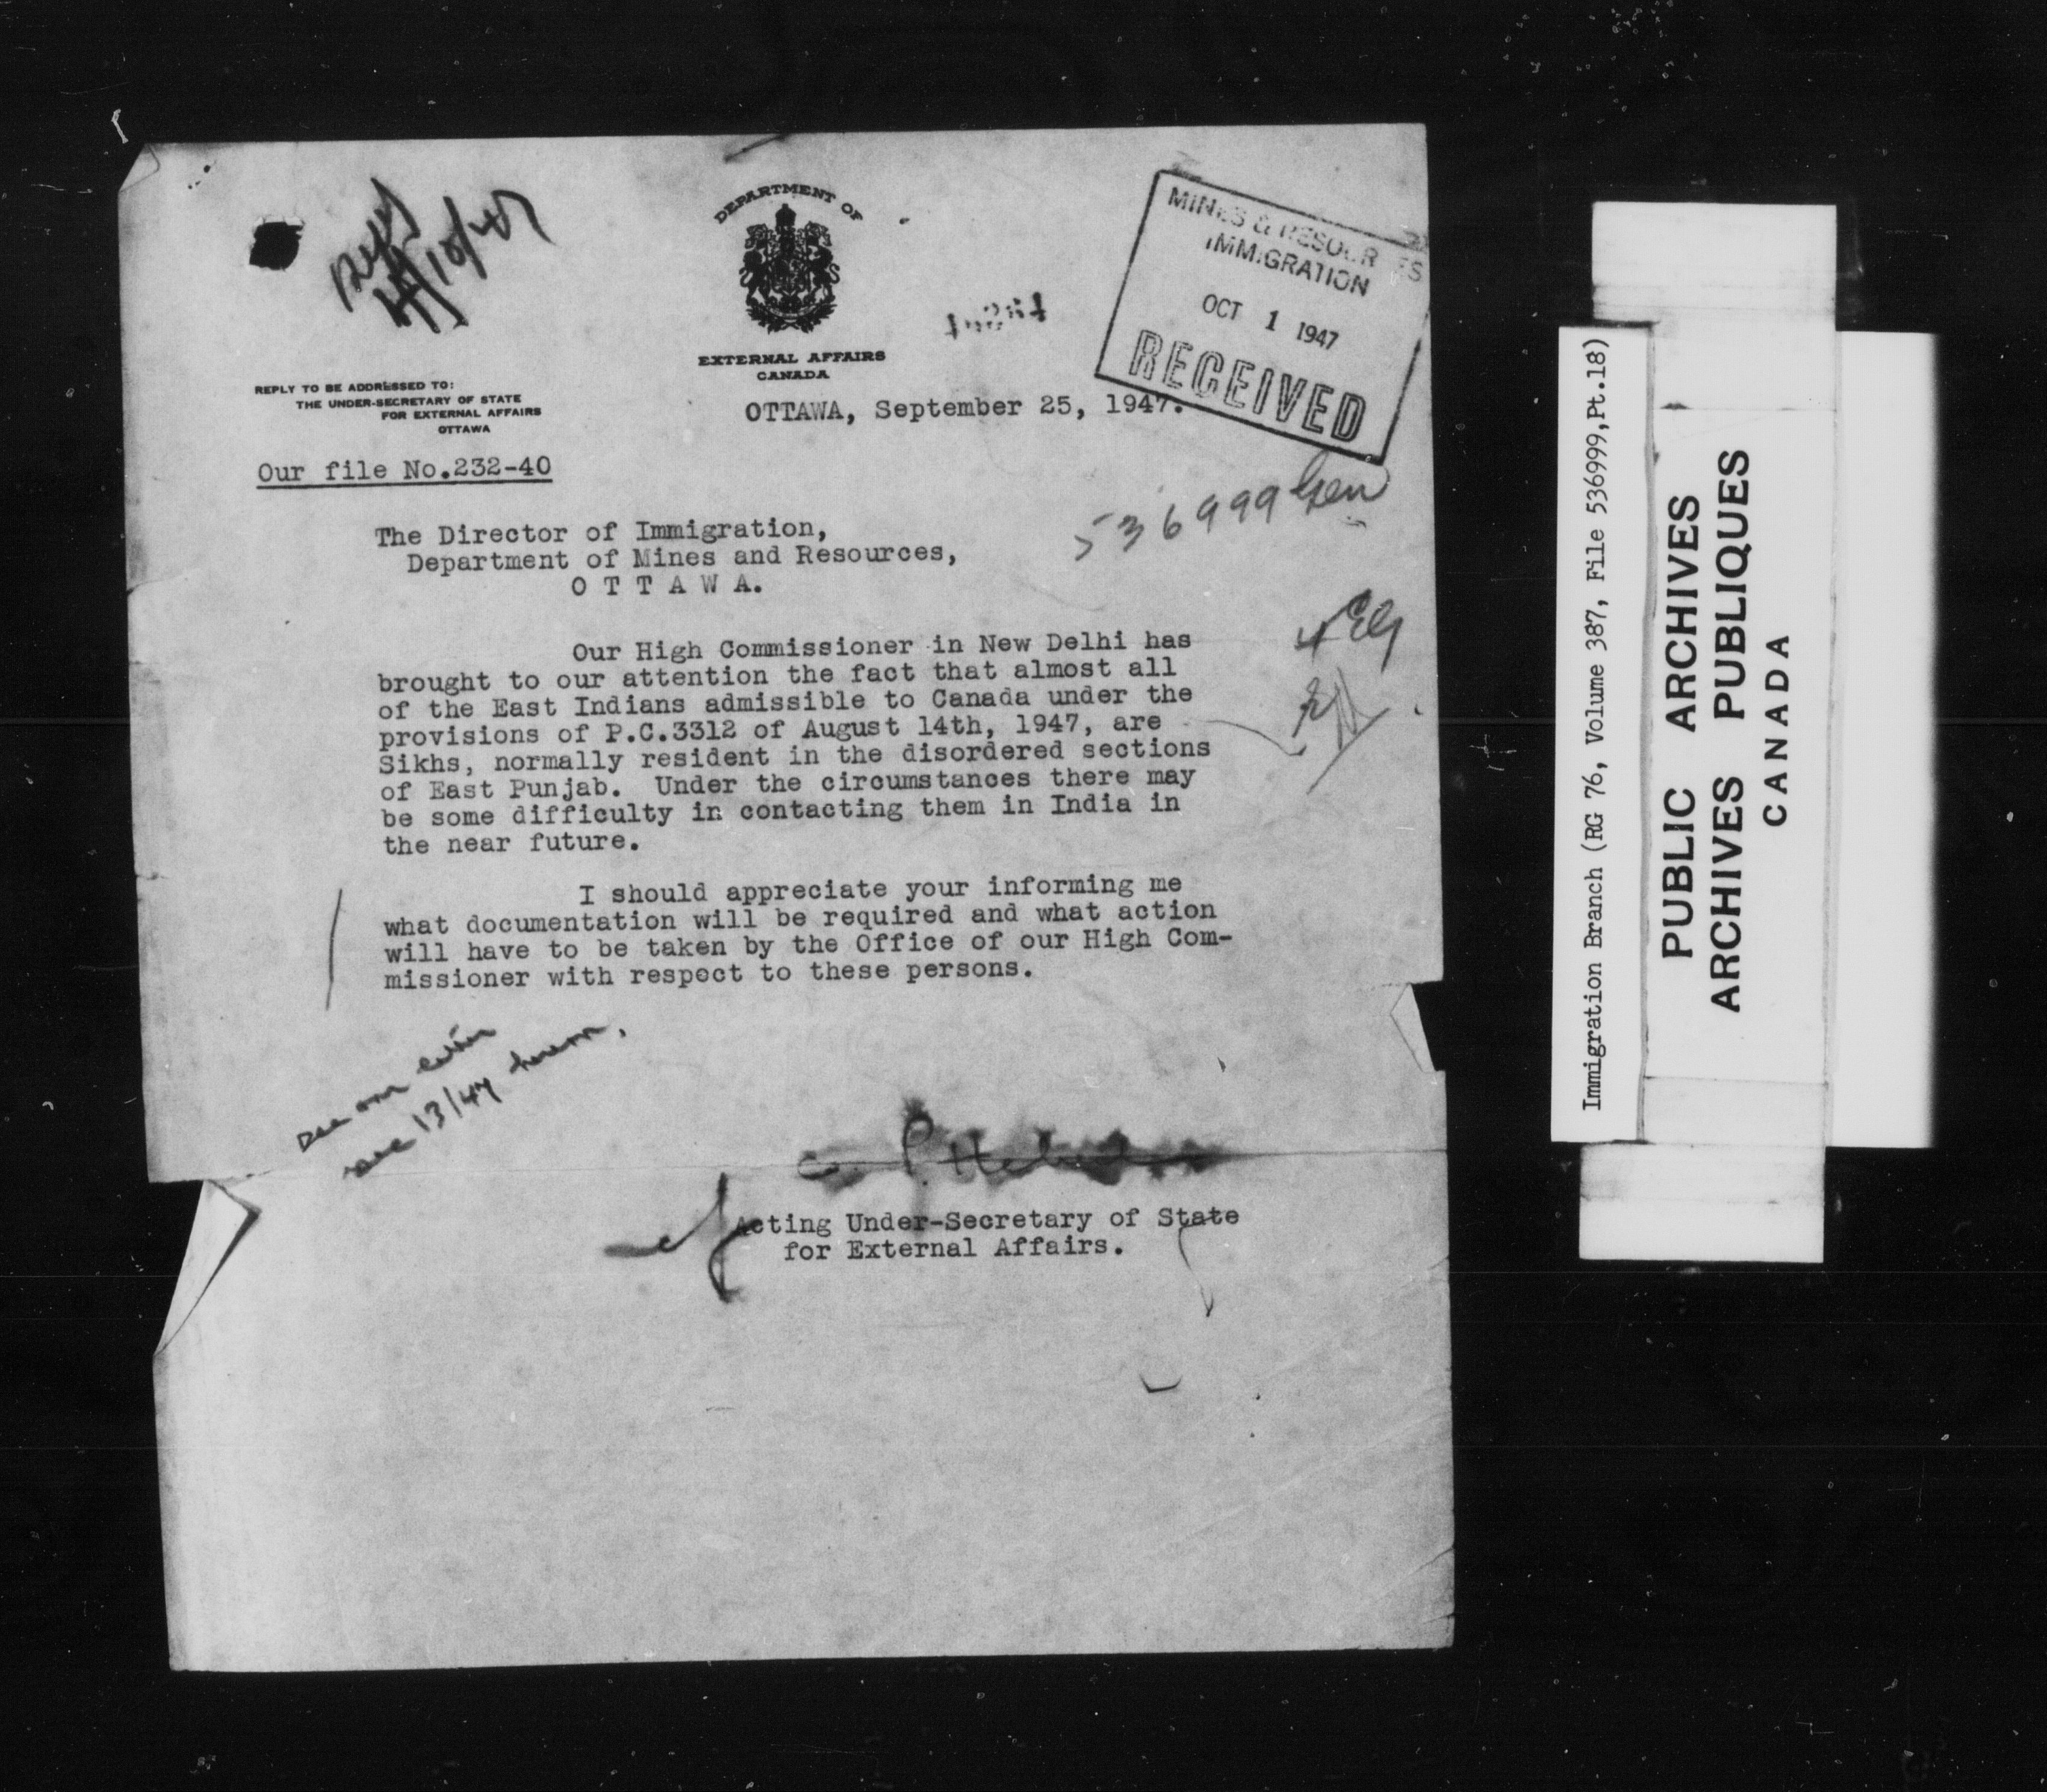 DEPARTMENT OF
EXTERNAL AFFAIRS
CANADA
MINES & RESOURCES
IMMIGRATION
OCT 1 1947
RECEIVED
10/47
REPLY TO BE ADDRESSED TO:
THE UNDER-SECRETARY OF STATE
FOR EXTERNAL AFFAIRS
OTTAWA
OTTAWA, September 25, 1947.
Our file No.232-40
536999 Gen
The Director of Immigration,
Department of Mines and Resources,
O T T A W A.
Our High Commissioner in New Delhi has
brought to our attention the fact that almost all
of the East Indians admissible to Canada under the
provisions of P.C.3312 of August 14th, 1947, are
Sikhs, normally resident in the disordered sections
of East Punjab. Under the circumstances there may
be some difficulty in contacting them in India in
the near future.
I should appreciate your informing me
what documentation will be required and what action
will have to be taken by the Office of our High Com-
missioner with respect to these persons.
13/47
Acting Under-Secretary of State
for External Affairs.
Immigration Branch (RG 76, Volume 387, File 536999,Pt.18)
PUBLIC ARCHIVES
ARCHIVES PUBLIQUES
CANADA